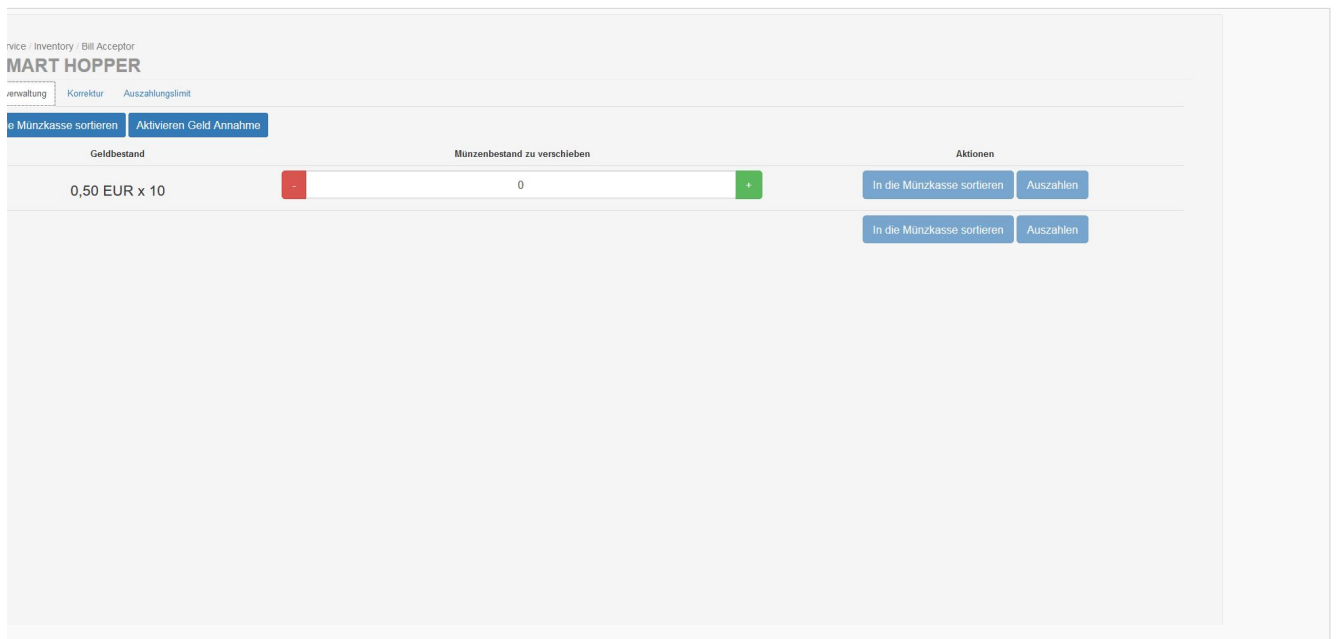 rvice / Inventory / Bill Acceptor
MART HOPPER
verwaltung Korrektur Auszahlungslimit
e Münzkasse sortieren Aktivieren Geld Annahme
Geldbestand Münzenbestand zu verschieben Aktionen
0,50 EUR x 10 - 0 + In die Münzkasse sortieren Auszahlen
In die Münzkasse sortieren Auszahlen